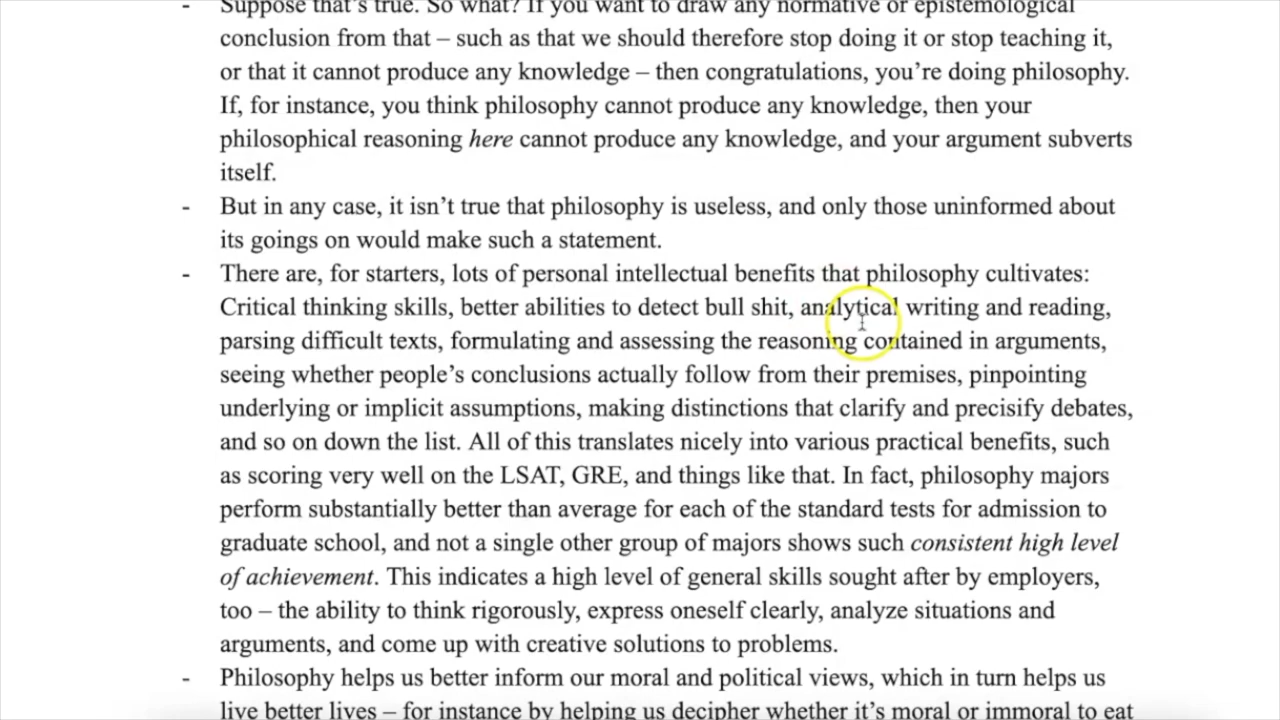 - Suppose that's true. So what? If you want to draw any normative or epistemological
conclusion from that – such as that we should therefore stop doing it or stop teaching it,
or that it cannot produce any knowledge – then congratulations, you're doing philosophy.
If, for instance, you think philosophy cannot produce any knowledge, then your
philosophical reasoning here cannot produce any knowledge, and your argument subverts
itself.
- But in any case, it isn't true that philosophy is useless, and only those uninformed about
its goings on would make such a statement.
- There are, for starters, lots of personal intellectual benefits that philosophy cultivates:
Critical thinking skills, better abilities to detect bull shit, analytical writing and reading,
parsing difficult texts, formulating and assessing the reasoning contained in arguments,
seeing whether people's conclusions actually follow from their premises, pinpointing
underlying or implicit assumptions, making distinctions that clarify and precisify debates,
and so on down the list. All of this translates nicely into various practical benefits, such
as scoring very well on the LSAT, GRE, and things like that. In fact, philosophy majors
perform substantially better than average for each of the standard tests for admission to
graduate school, and not a single other group of majors shows such consistent high level
of achievement. This indicates a high level of general skills sought after by employers,
too – the ability to think rigorously, express oneself clearly, analyze situations and
arguments, and come up with creative solutions to problems.
- Philosophy helps us better inform our moral and political views, which in turn helps us
live better lives – for instance by helping us decipher whether it's moral or immoral to eat